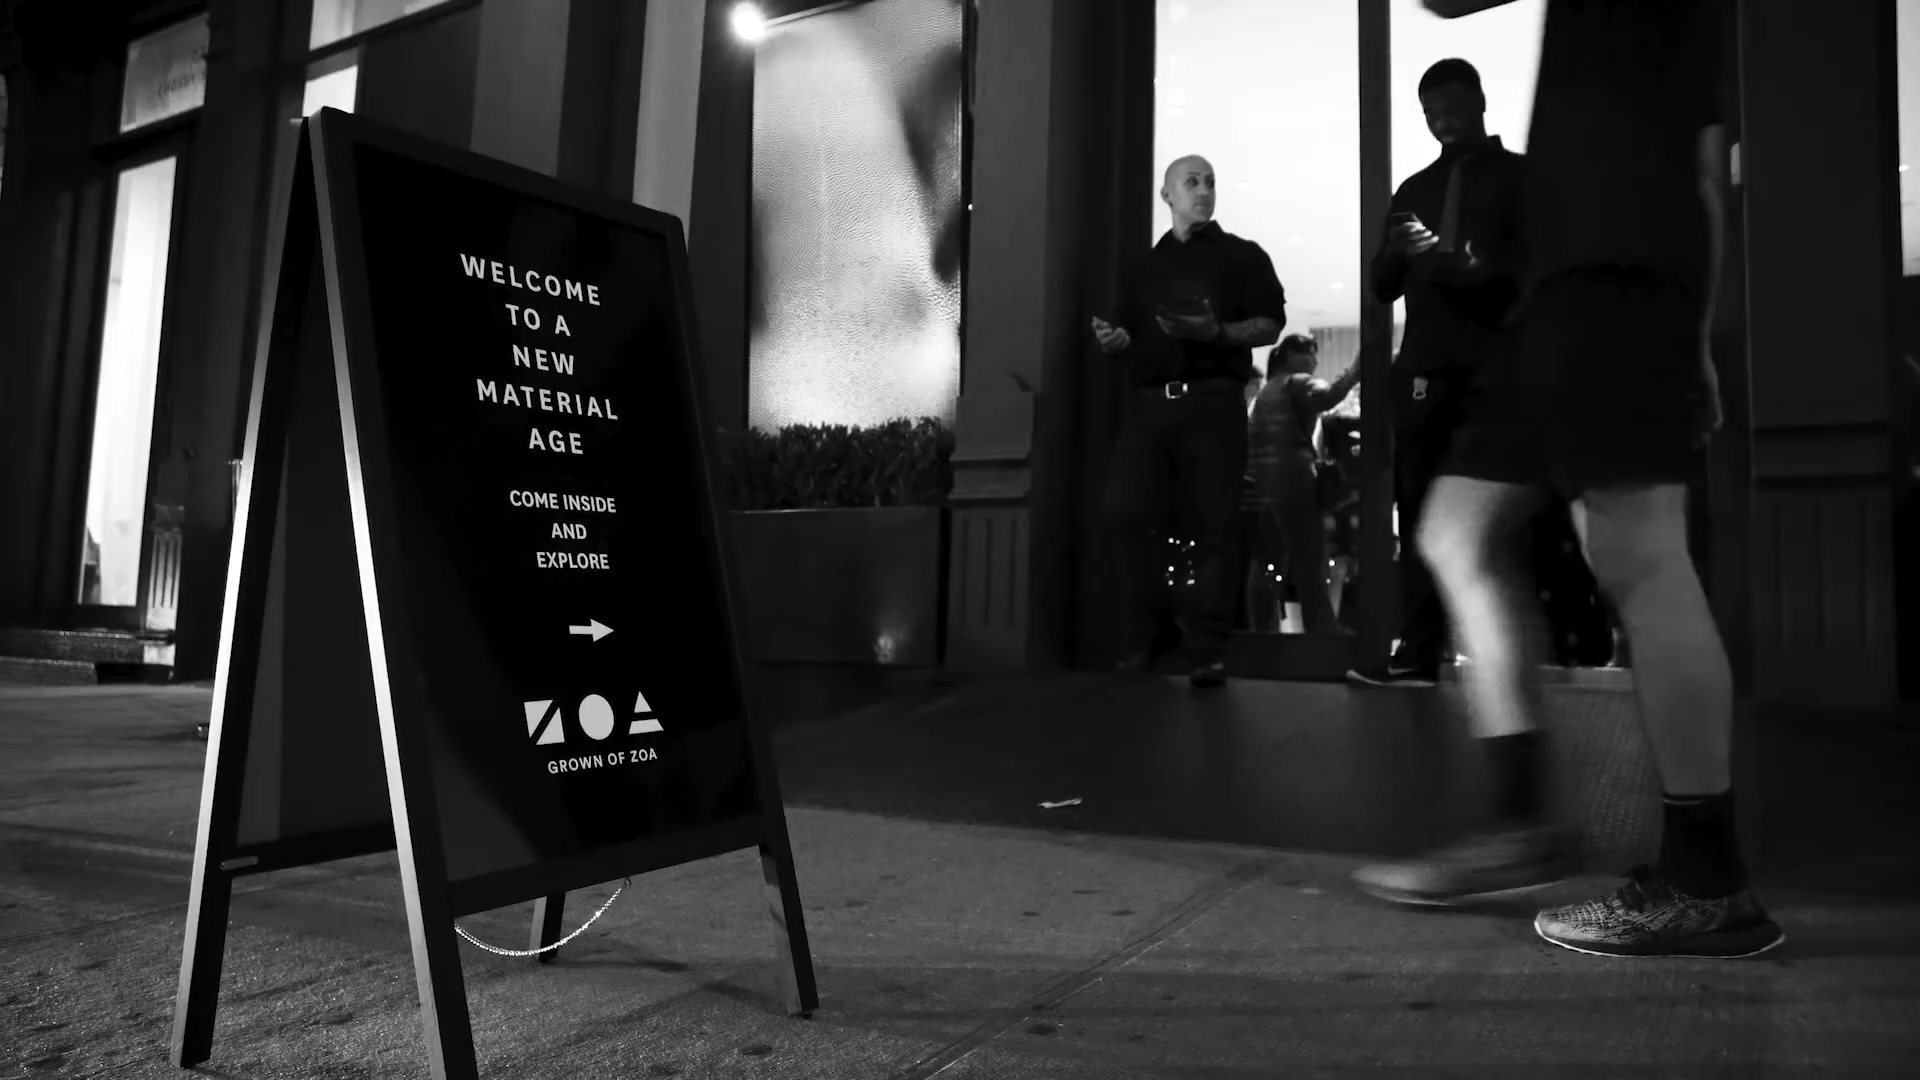 WELCOME
TO A
NEW
MATERIAL
AGE
COME INSIDE
AND
EXPLORE
ZOA
GROWN OF ZOA